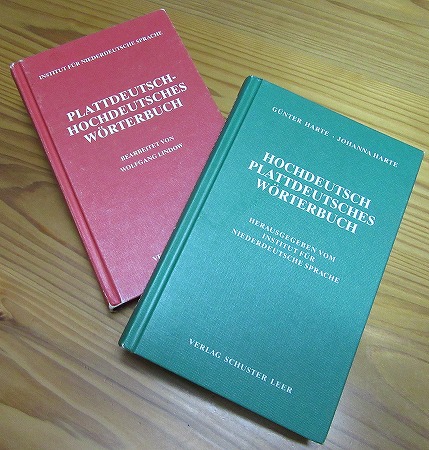 INSTITUT FÜR NIEDERDEUTSCHE SPRACHE
PLATTDEUTSCH-
HOCHDEUTSCHES
WÖRTERBUCH
BEARBEITET VON
WOLFGANG LINDOW
GÜNTER HARTE · JOHANNA HARTE
HOCHDEUTSCH
PLATTDEUTSCHES
WÖRTERBUCH
HERAUSGEGEBEN VOM
INSTITUT FÜR
NIEDERDEUTSCHE SPRACHE
VERLAG SCHUSTER LEER